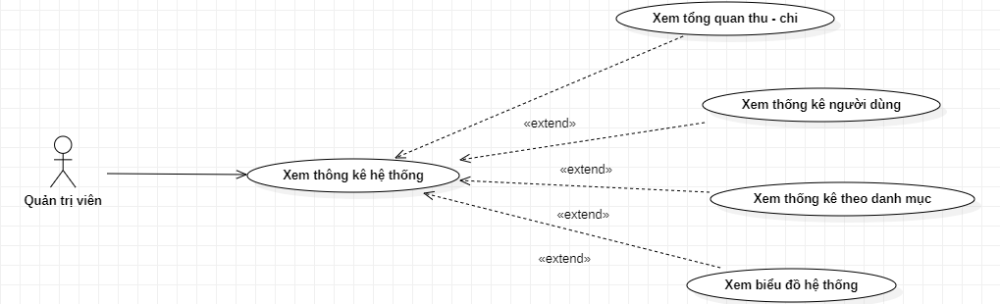 Xem tổng quan thu - chi
Xem thống kê người dùng
«extend»
Quản trị viên
Xem thông kê hệ thống
«extend»
Xem thống kê theo danh mục
«extend»
«extend»
Xem biểu đồ hệ thống